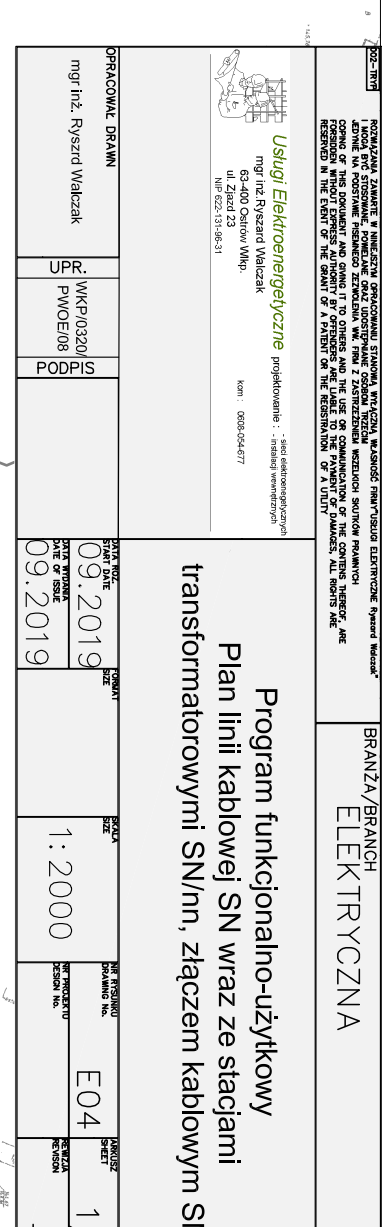 002-TRYP
ROZWIĄZANIA ZAWARTE W NINIEJSZYM OPRACOWANIU STANOWIĄ WYŁĄCZNĄ WŁASNOŚĆ FIRMY"USŁUGI ELEKTRYCZNE Ryszard Walczak"
I MOGĄ BYĆ STOSOWANE, POWIELANE ORAZ UDOSTĘPNIANE OSOBOM TRZECIM
JEDYNIE NA PODSTAWIE PISEMNEGO ZEZWOLENIA WW. FIRM Z ZASTRZEŻENIEM WSZELKICH SKUTKÓW PRAWNYCH
COPING OF THIS DOKUMENT AND GIVING IT TO OTHERS AND THE USE OR COMMUNICATION OF THE CONTENS THEREOF, ARE
FORSIDDEN WITHOUT EXPRESS AUTHORITY BY OFFENDERS ARE LIABLE TO THE PAYMENT OF DAMAGES, ALL RIGHTS ARE
RESERVED IN THE EVENT OF THE GRANT OF A PATENT OR THE REGISTRATION OF A UTILITY
BRANŻA/BRANCH
ELEKTRYCZNA
Usługi Elektroenergetyczne
projektowanie : - sieci elektroenegetycznych
- instalacji wewnętrznych
mgr inż.Ryszard Walczak
63-400 Ostrów Wlkp.
ul. Zjazd 23
NIP 622-131-96-31
kom : 0608-054-677
Program funkcjonalno-użytkowy
Plan linii kablowej SN wraz ze stacjami
transformatorowymi SN/nn, złączem kablowym
OPRACOWAŁ DRAWN
mgr inż. Ryszrd Walczak
UPR.
WKP/0320/
PWOE/08
PODPIS
DATA ROZ.
START DATE
09.2019
DATA WYDANIA
DATE OF ISSUE
09.2019
FORMAT
SIZE
SKALA
SIZE
1:2000
NR RYSUNKU
DRAWING No.
E04
NR PROJEKTU
DESIGN No.
ARKUSZ
SHEET
1
REWIZJA
REVISON